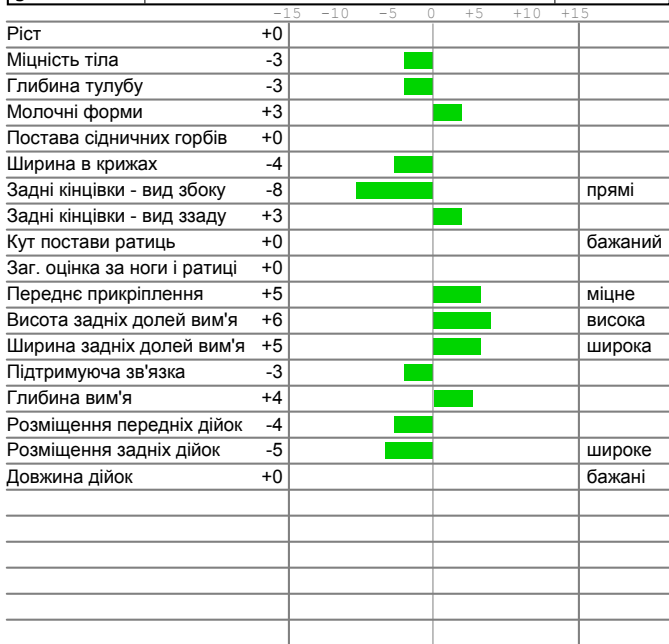 -15 -10 -5 0 +5 +10 +15
Ріст +0
Міцність тіла -3
Глибина тулубу -3
Молочні форми +3
Постава сідничних горбів +0
Ширина в крижах -4
Задні кінцівки - вид збоку -8 прямі
Задні кінцівки - вид ззаду +3
Кут постави ратиць +0 бажаний
Заг. оцінка за ноги і ратиці +0
Переднє прикріплення +5 міцне
Висота задніх долей вим'я +6 висока
Ширина задніх долей вим'я +5 широка
Підтримуюча зв'язка -3
Глибина вим'я +4
Розміщення передніх дійок -4
Розміщення задніх дійок -5 широке
Довжина дійок +0 бажані